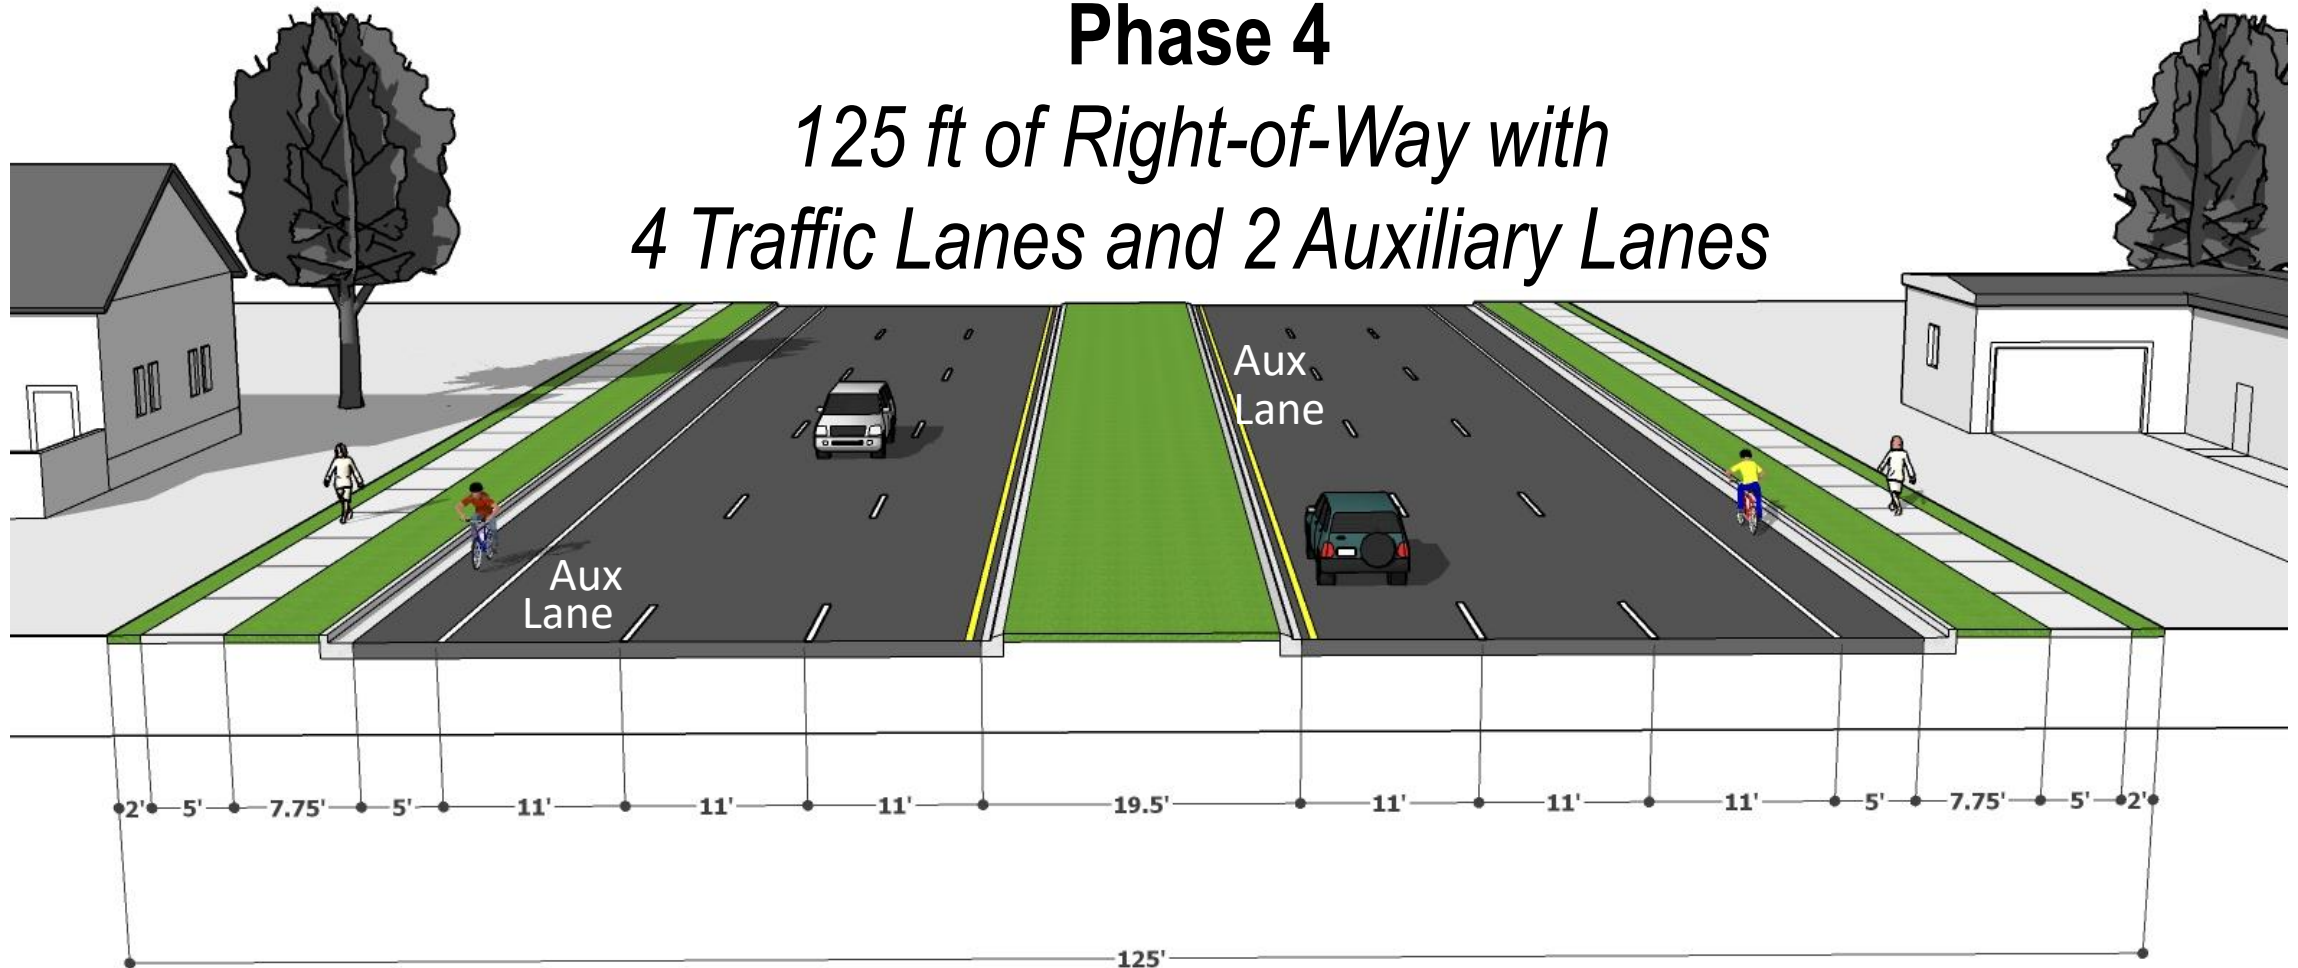 Phase 4
125 ft of Right-of-Way with
4 Traffic Lanes and 2 Auxiliary Lanes
Aux
Lane
Aux
Lane
2' 5' 7.75' 5' 11' 11' 11' 19.5' 11' 11' 11' 5' 7.75' 5' 2'
125'